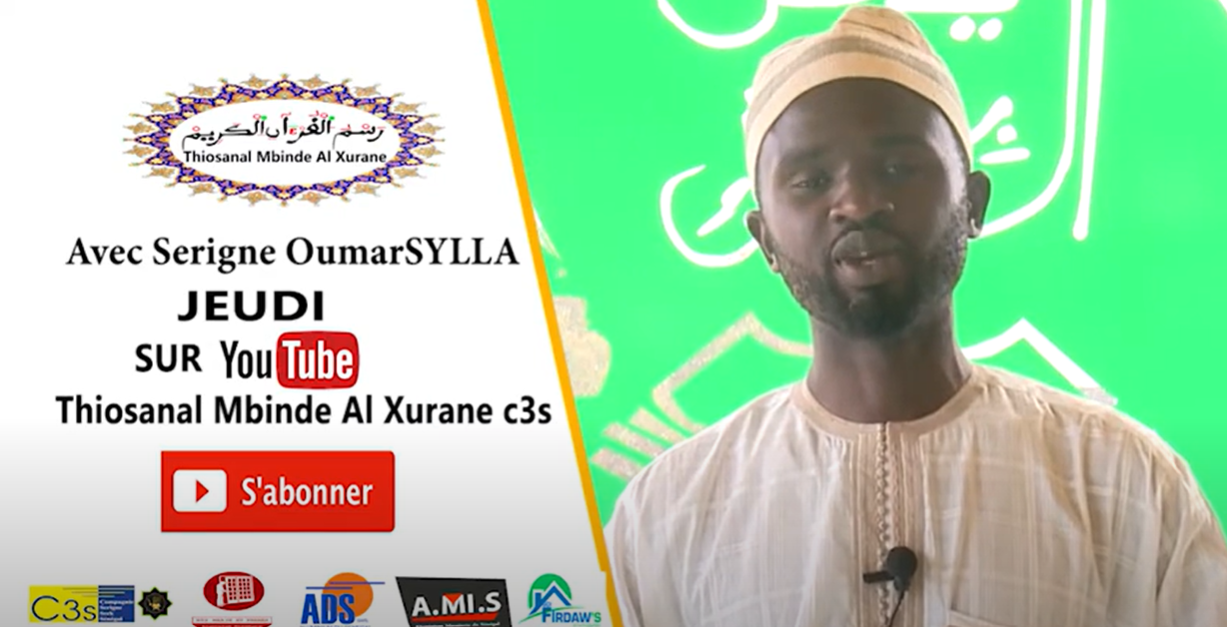 رسم القرءان الكريم
Thiosanal Mbinde Al Xurane
Avec Serigne OumarSYLLA
JEUDI
SUR YouTube
Thiosanal Mbinde Al Xurane c3s
S'abonner
C3s
ADS
A.MI.S
FIRDAW'S